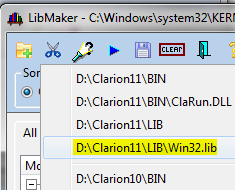 LibMaker - C:\Windows\system32\KER
CLEAR
Sor
D:\Clarion11\BIN
D:\Clarion11\BIN\ClaRun.DLL
D:\Clarion11\LIB
All
D:\Clarion11\LIB\Win32.lib
Mo
D:\Clarion10\BIN